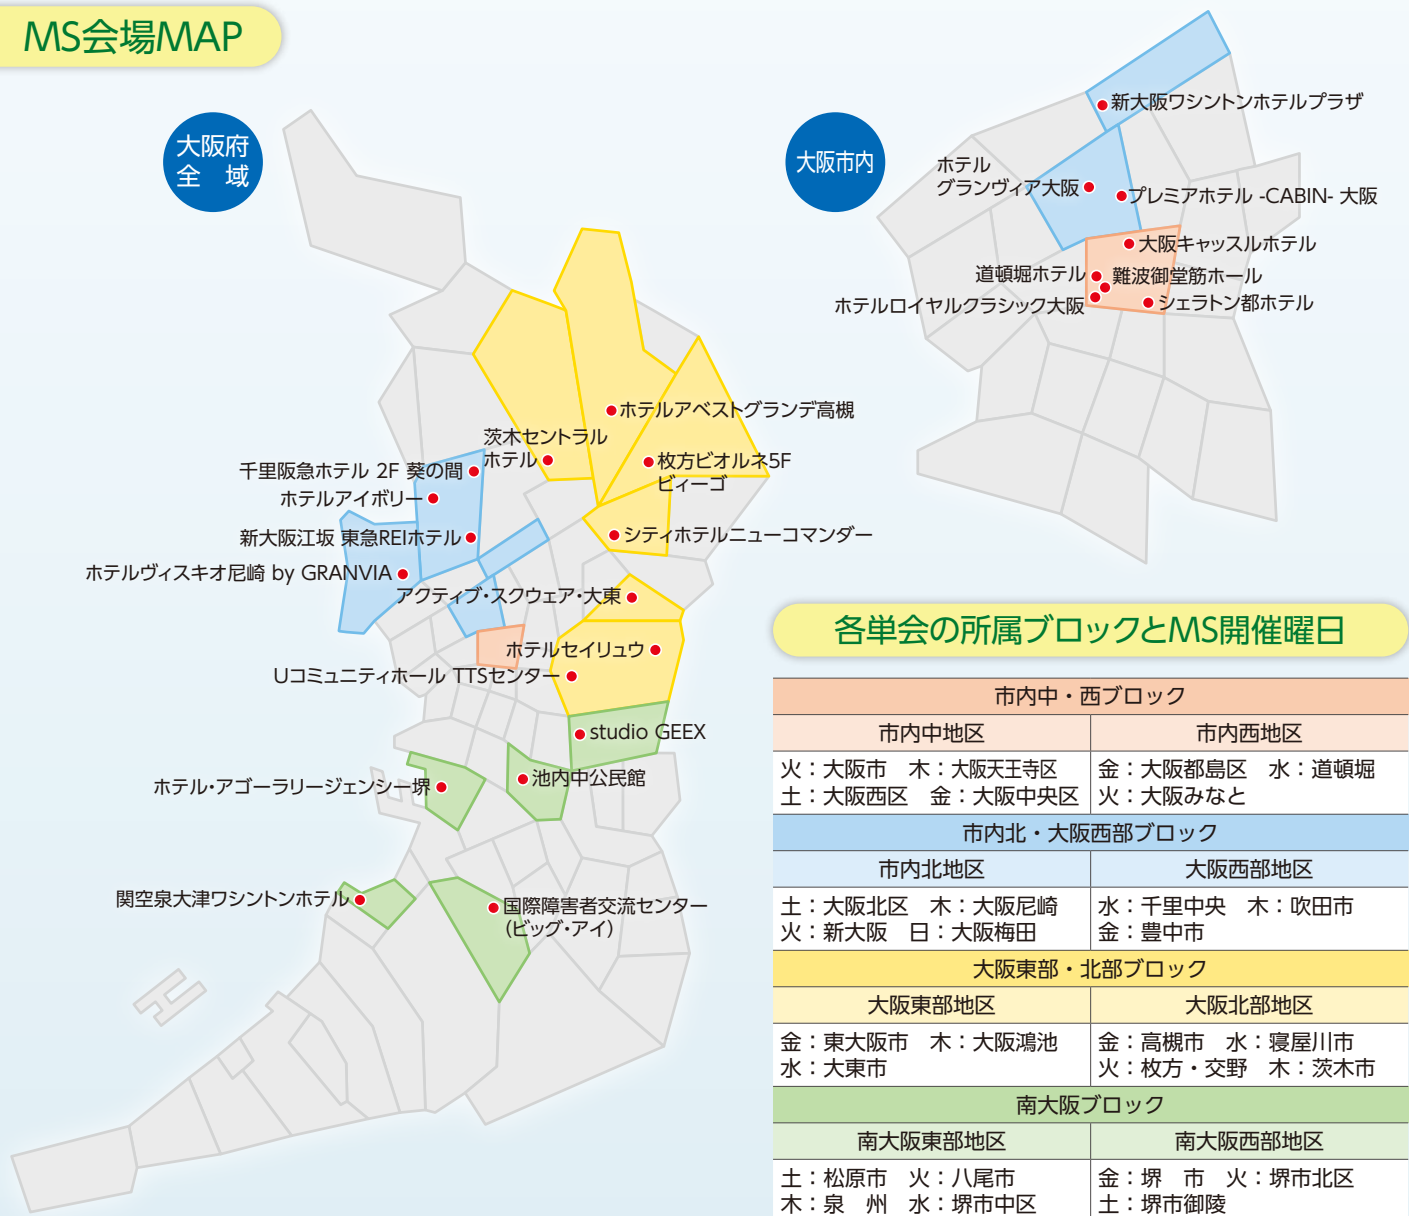 MS会場MAP
大阪府
全　域
千里阪急ホテル 2F 葵の間
ホテルアイボリー
新大阪江坂 東急REIホテル
ホテルヴィスキオ尼崎 by GRANVIA
茨木セントラル
ホテル
ホテルアベストグランデ高槻
枚方ビオルネ5F
ビィーゴ
シティホテルニューコマンダー
アクティブ・スクウェア・大東
ホテルセイリュウ
Uコミュニティホール TTSセンター
studio GEEX
池内中公民館
ホテル・アゴーラリージェンシー堺
関空泉大津ワシントンホテル
国際障害者交流センター
(ビッグ・アイ)
大阪市内
新大阪ワシントンホテルプラザ
ホテル
グランヴィア大阪
プレミアホテル -CABIN- 大阪
大阪キャッスルホテル
道頓堀ホテル
難波御堂筋ホール
ホテルロイヤルクラシック大阪
シェラトン都ホテル
各単会の所属ブロックとMS開催曜日
市内中・西ブロック
市内中地区　市内西地区
火：大阪市　木：大阪天王寺区　金：大阪都島区　水：道頓堀
土：大阪西区　金：大阪中央区　火：大阪みなと
市内北・大阪西部ブロック
市内北地区　大阪西部地区
土：大阪北区　木：大阪尼崎　水：千里中央　木：吹田市
火：新大阪　日：大阪梅田　金：豊中市
大阪東部・北部ブロック
大阪東部地区　大阪北部地区
金：東大阪市　木：大阪鴻池　金：高槻市　水：寝屋川市
水：大東市　火：枚方・交野　木：茨木市
南大阪ブロック
南大阪東部地区　南大阪西部地区
土：松原市　火：八尾市　金：堺　市　火：堺市北区
木：泉　州　水：堺市中区　土：堺市御陵